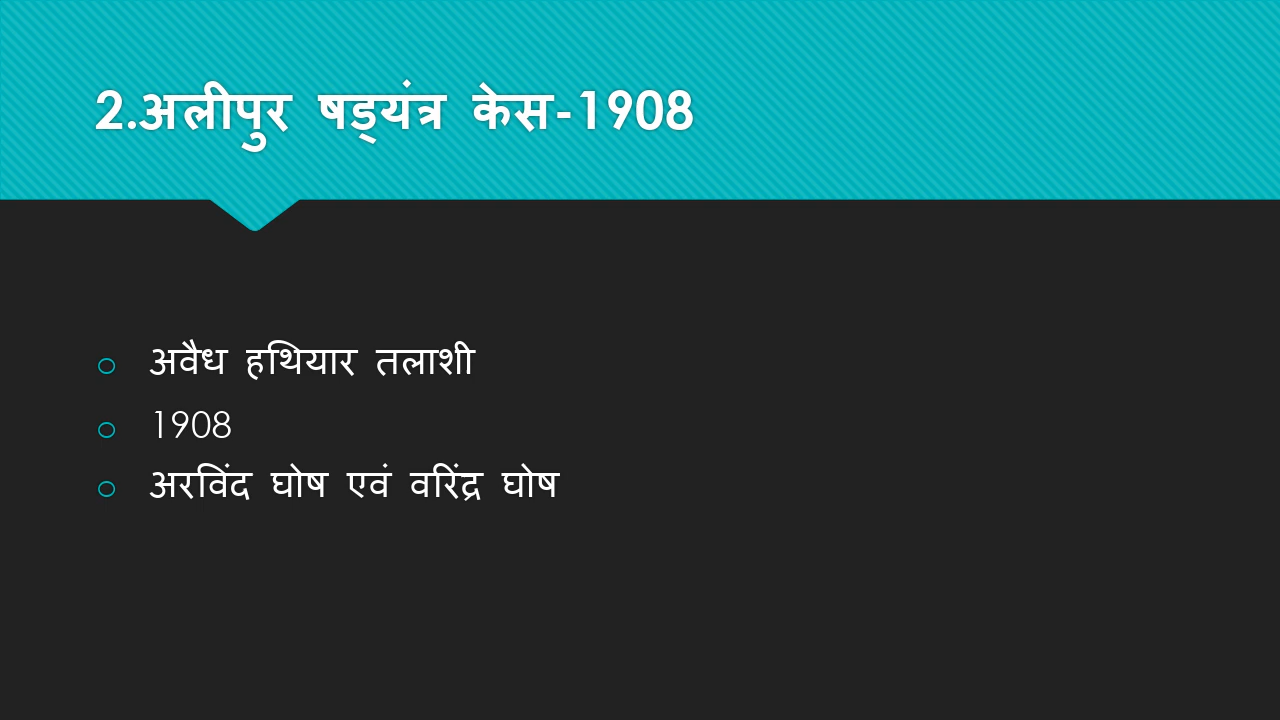 2.अलीपुर षड्यंत्र केस-1908
अवैध हथियार तलाशी
1908
अरविंद घोष एवं वरिंद्र घोष